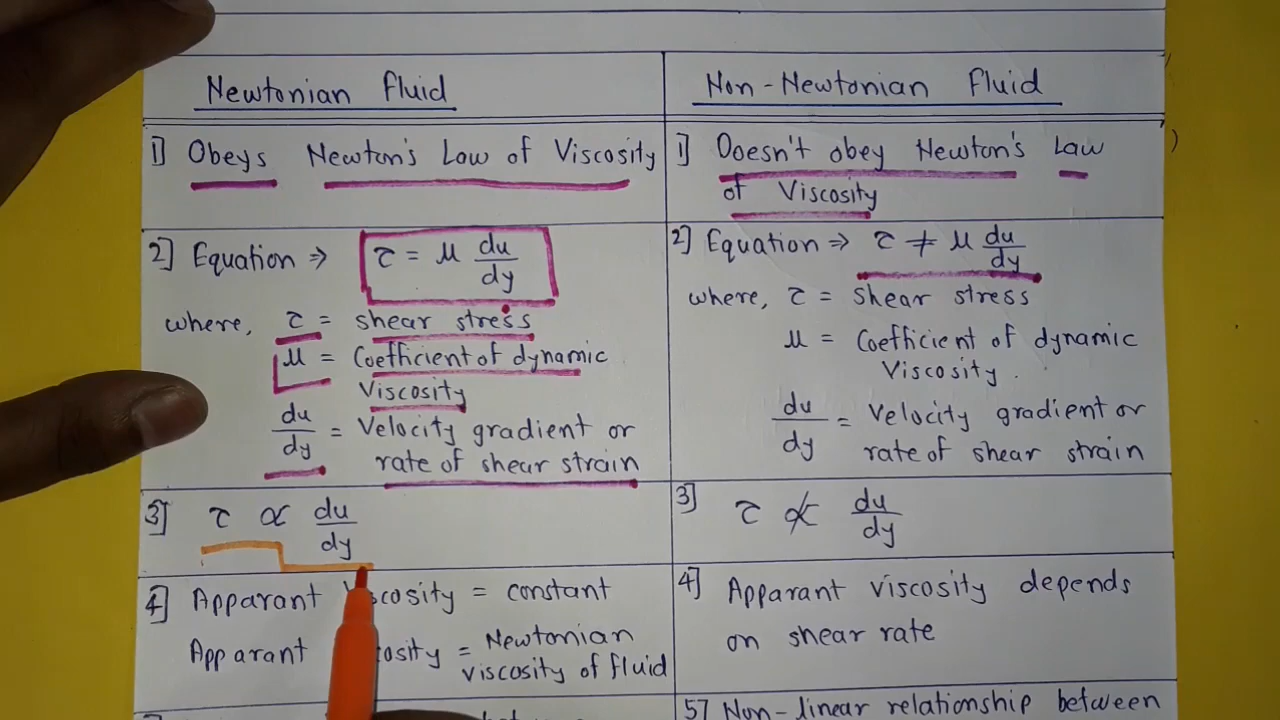 Newtonian Fluid
1] Obeys Newton's Law of Viscosity
2] Equation ⇒ τ = μ du/dy
where, τ = shear stress
μ = Coefficient of dynamic
Viscosity
du/dy = Velocity gradient or
rate of shear strain
3] τ ∝ du/dy
4] Apparant scosity = constant
Apparant cosity = Newtonian
viscosity of fluid
Non-Newtonian Fluid
1] Doesn't obey Newton's Law
of Viscosity
2] Equation ⇒ τ ≠ μ du/dy
where, τ = shear stress
μ = Coefficient of dynamic
Viscosity.
du/dy = Velocity gradient or
rate of shear strain
3] τ ∝̸ du/dy
4] Apparant viscosity depends
on shear rate
5] Non-linear relationship between